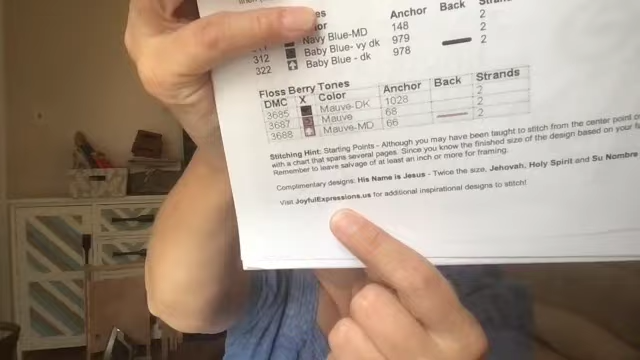 Anchor Back
Navy Blue-MD 148 2
312 Baby Blue- vy dk 979 2
322 Baby Blue - dk 978 2
Floss Berry Tones
DMC X Color Anchor Back Strands
3685 Mauve-DK 1028 2
3687 Mauve 68 2
3688 Mauve-MD 66 2
Stitching Hint: Starting Points - Although you may have been taught to stitch from the center point
with a chart that spans several pages. Since you know the finished size of the design based on your
Remember to leave salvage of at least an inch or more for framing.
Complimentary designs: His Name is Jesus - Twice the size, Jehovah, Holy Spirit and Su Nombre
Visit JoyfulExpressions.us for additional inspirational designs to stitch!